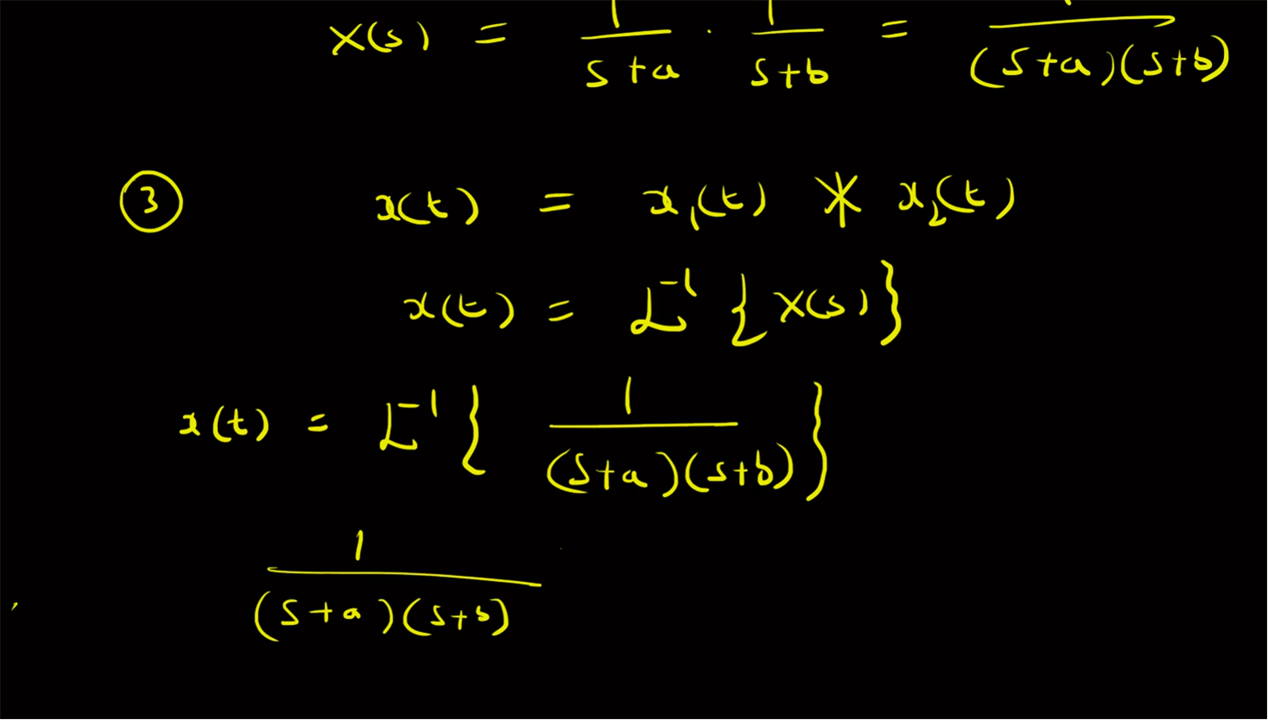 X(s) = 1/(s+a) · 1/(s+b) = 1/((s+a)(s+b))
③ x(t) = x₁(t) * x₂(t)
x(t) = L⁻¹ { X(s) }
x(t) = L⁻¹ { 1/((s+a)(s+b)) }
1/((s+a)(s+b))